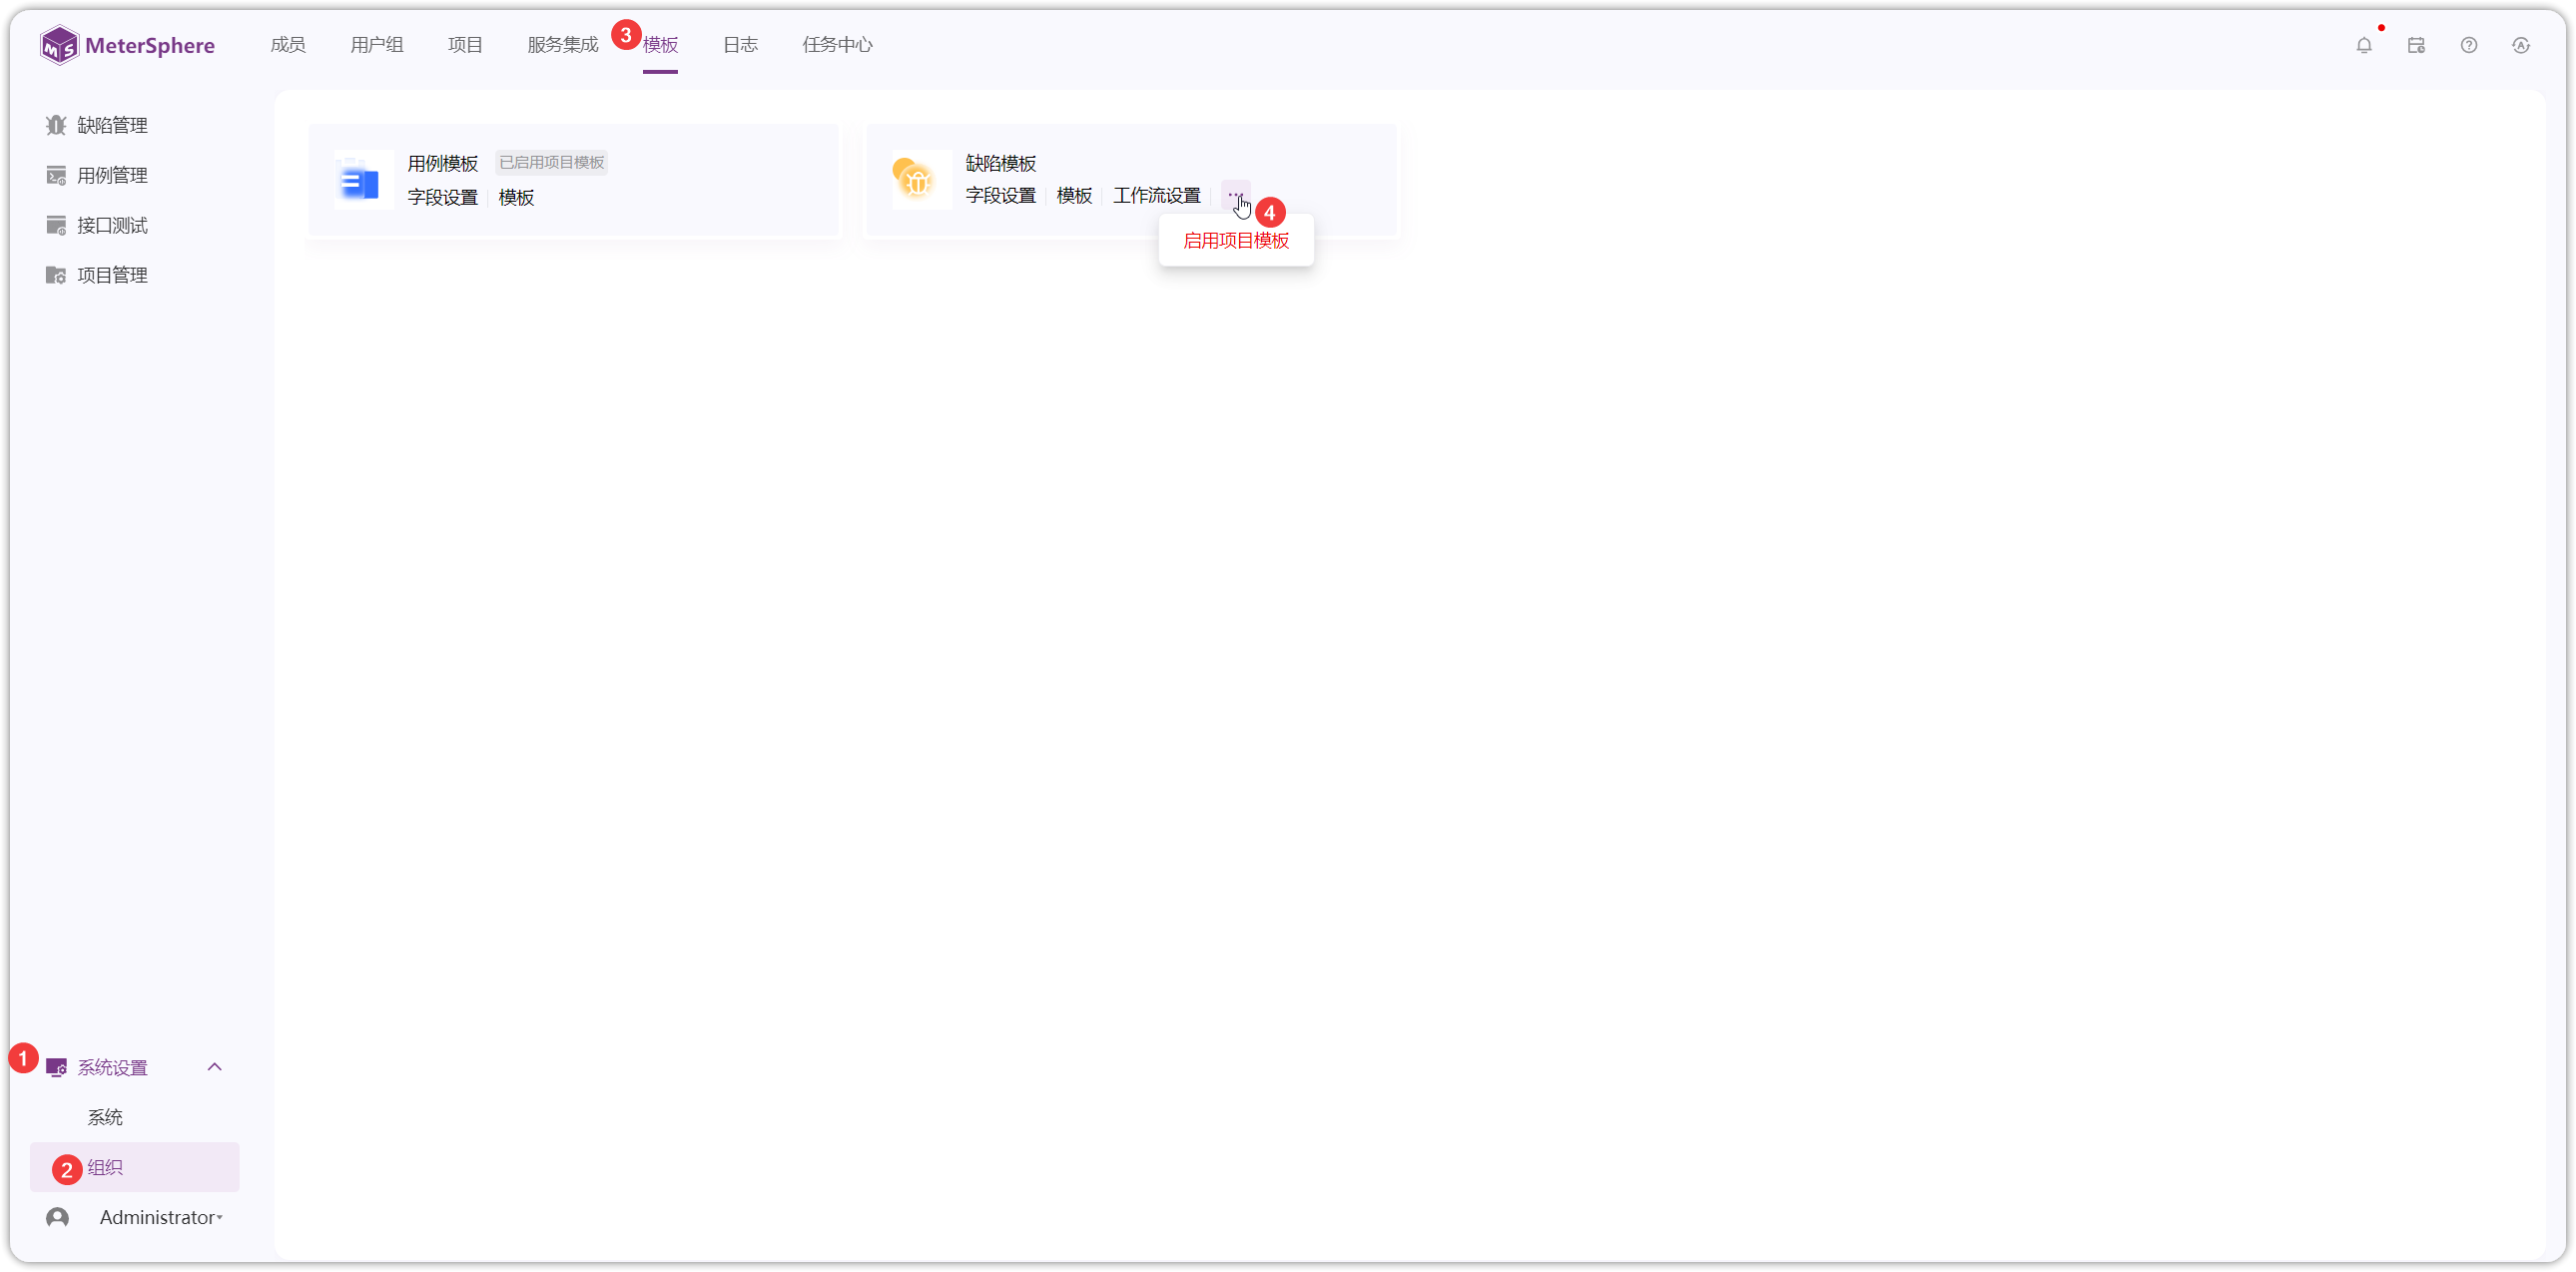 MeterSphere
成员 用户组 项目 服务集成 3 模板 日志 任务中心
缺陷管理
用例管理
接口测试
项目管理
用例模板 已启用项目模板
字段设置 模板
缺陷模板
字段设置 模板 工作流设置 ...
4
启用项目模板
1 系统设置
系统
2 组织
Administrator